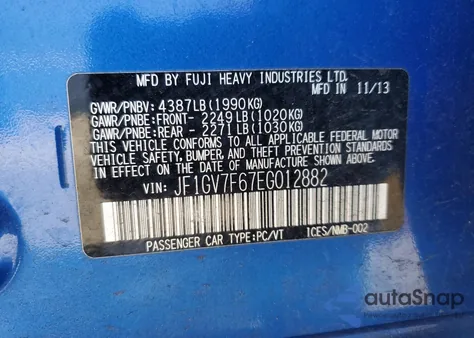 MFD BY FUJI HEAVY INDUSTRIES LTD.
MFD IN 11/13
GVWR/PNBV: 4387LB(1990KG)
GAWR/PNBE:FRONT- 2249LB(1020KG)
GAWR/PNBE:REAR - 2271LB(1030KG)
THIS VEHICLE CONFORMS TO ALL APPLICABLE FEDERAL MOTOR
VEHICLE SAFETY, BUMPER, AND THEFT PREVENTION STANDARDS
IN EFFECT ON THE DATE OF MANUFACTURE SHOWN ABOVE.
VIN: JF1GV7F67EG012882
PASSENGER CAR TYPE:PC/VT ICES/NMB-002
autoSnap
Powered by CarsFromWest